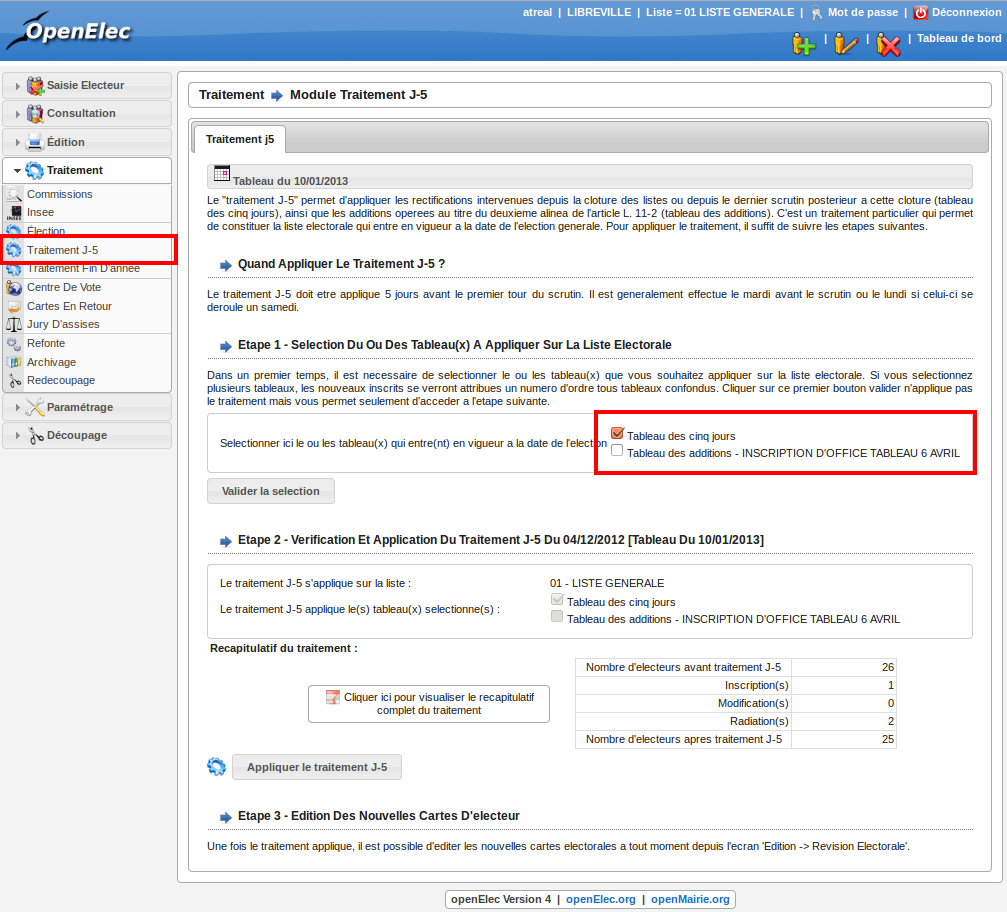 atreal | LIBREVILLE | Liste = 01 LISTE GENERALE | Mot de passe | Déconnexion
OpenElec
| | | Tableau de bord
Saisie Electeur
Consultation
Édition
Traitement
Commissions
Insee
Élection
Traitement J-5
Traitement Fin D'année
Centre De Vote
Cartes En Retour
Jury D'assises
Refonte
Archivage
Redecoupage
Paramétrage
Découpage
Traitement Module Traitement J-5
Traitement j5
Tableau du 10/01/2013
Le "traitement J-5" permet d'appliquer les rectifications intervenues depuis la cloture des listes ou depuis le dernier scrutin posterieur a cette cloture (tableau
des cinq jours), ainsi que les additions operees au titre du deuxieme alinea de l'article L. 11-2 (tableau des additions). C'est un traitement particulier qui permet
de constituer la liste electorale qui entre en vigueur a la date de l'election generale. Pour appliquer le traitement, il suffit de suivre les etapes suivantes.
Quand Appliquer Le Traitement J-5 ?
Le traitement J-5 doit etre applique 5 jours avant le premier tour du scrutin. Il est generalement effectue le mardi avant le scrutin ou le lundi si celui-ci se
deroule un samedi.
Etape 1 - Selection Du Ou Des Tableau(x) A Appliquer Sur La Liste Electorale
Dans un premier temps, il est necessaire de selectionner le ou les tableau(x) que vous souhaitez appliquer sur la liste electorale. Si vous selectionnez
plusieurs tableaux, les nouveaux inscrits se verront attribues un numero d'ordre tous tableaux confondus. Cliquer sur ce premier bouton valider n'applique pas
le traitement mais vous permet seulement d'acceder a l'etape suivante.
Selectionner ici le ou les tableau(x) qui entre(nt) en vigueur a la date de l'election
Tableau des cinq jours
Tableau des additions - INSCRIPTION D'OFFICE TABLEAU 6 AVRIL
Valider la selection
Etape 2 - Verification Et Application Du Traitement J-5 Du 04/12/2012 [Tableau Du 10/01/2013]
Le traitement J-5 s'applique sur la liste : 01 - LISTE GENERALE
Le traitement J-5 applique le(s) tableau(x) selectionne(s) :
Tableau des cinq jours
Tableau des additions - INSCRIPTION D'OFFICE TABLEAU 6 AVRIL
Recapitulatif du traitement :
Cliquer ici pour visualiser le recapitulatif
complet du traitement
Nombre d'electeurs avant traitement J-5 26
Inscription(s) 1
Modification(s) 0
Radiation(s) 2
Nombre d'electeurs apres traitement J-5 25
Appliquer le traitement J-5
Etape 3 - Edition Des Nouvelles Cartes D'electeur
Une fois le traitement applique, il est possible d'editer les nouvelles cartes electorales a tout moment depuis l'ecran 'Edition -> Revision Electorale'.
openElec Version 4 | openElec.org | openMairie.org